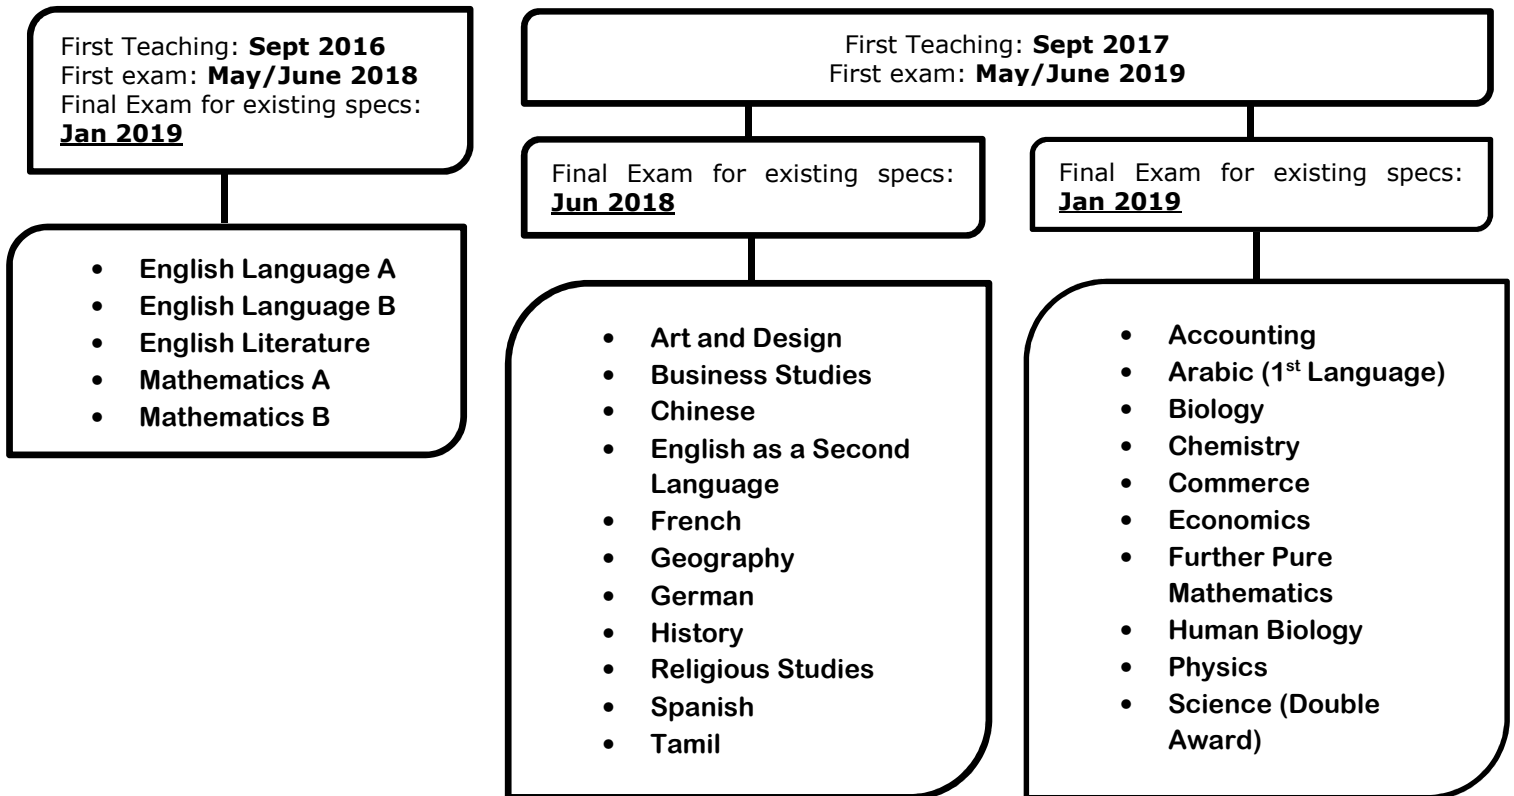 First Teaching: Sept 2016
First exam: May/June 2018
Final Exam for existing specs:
Jan 2019
English Language A
English Language B
English Literature
Mathematics A
Mathematics B
First Teaching: Sept 2017
First exam: May/June 2019
Final Exam for existing specs:
Jun 2018
Art and Design
Business Studies
Chinese
English as a Second
Language
French
Geography
German
History
Religious Studies
Spanish
Tamil
Final Exam for existing specs:
Jan 2019
Accounting
Arabic (1st Language)
Biology
Chemistry
Commerce
Economics
Further Pure
Mathematics
Human Biology
Physics
Science (Double
Award)